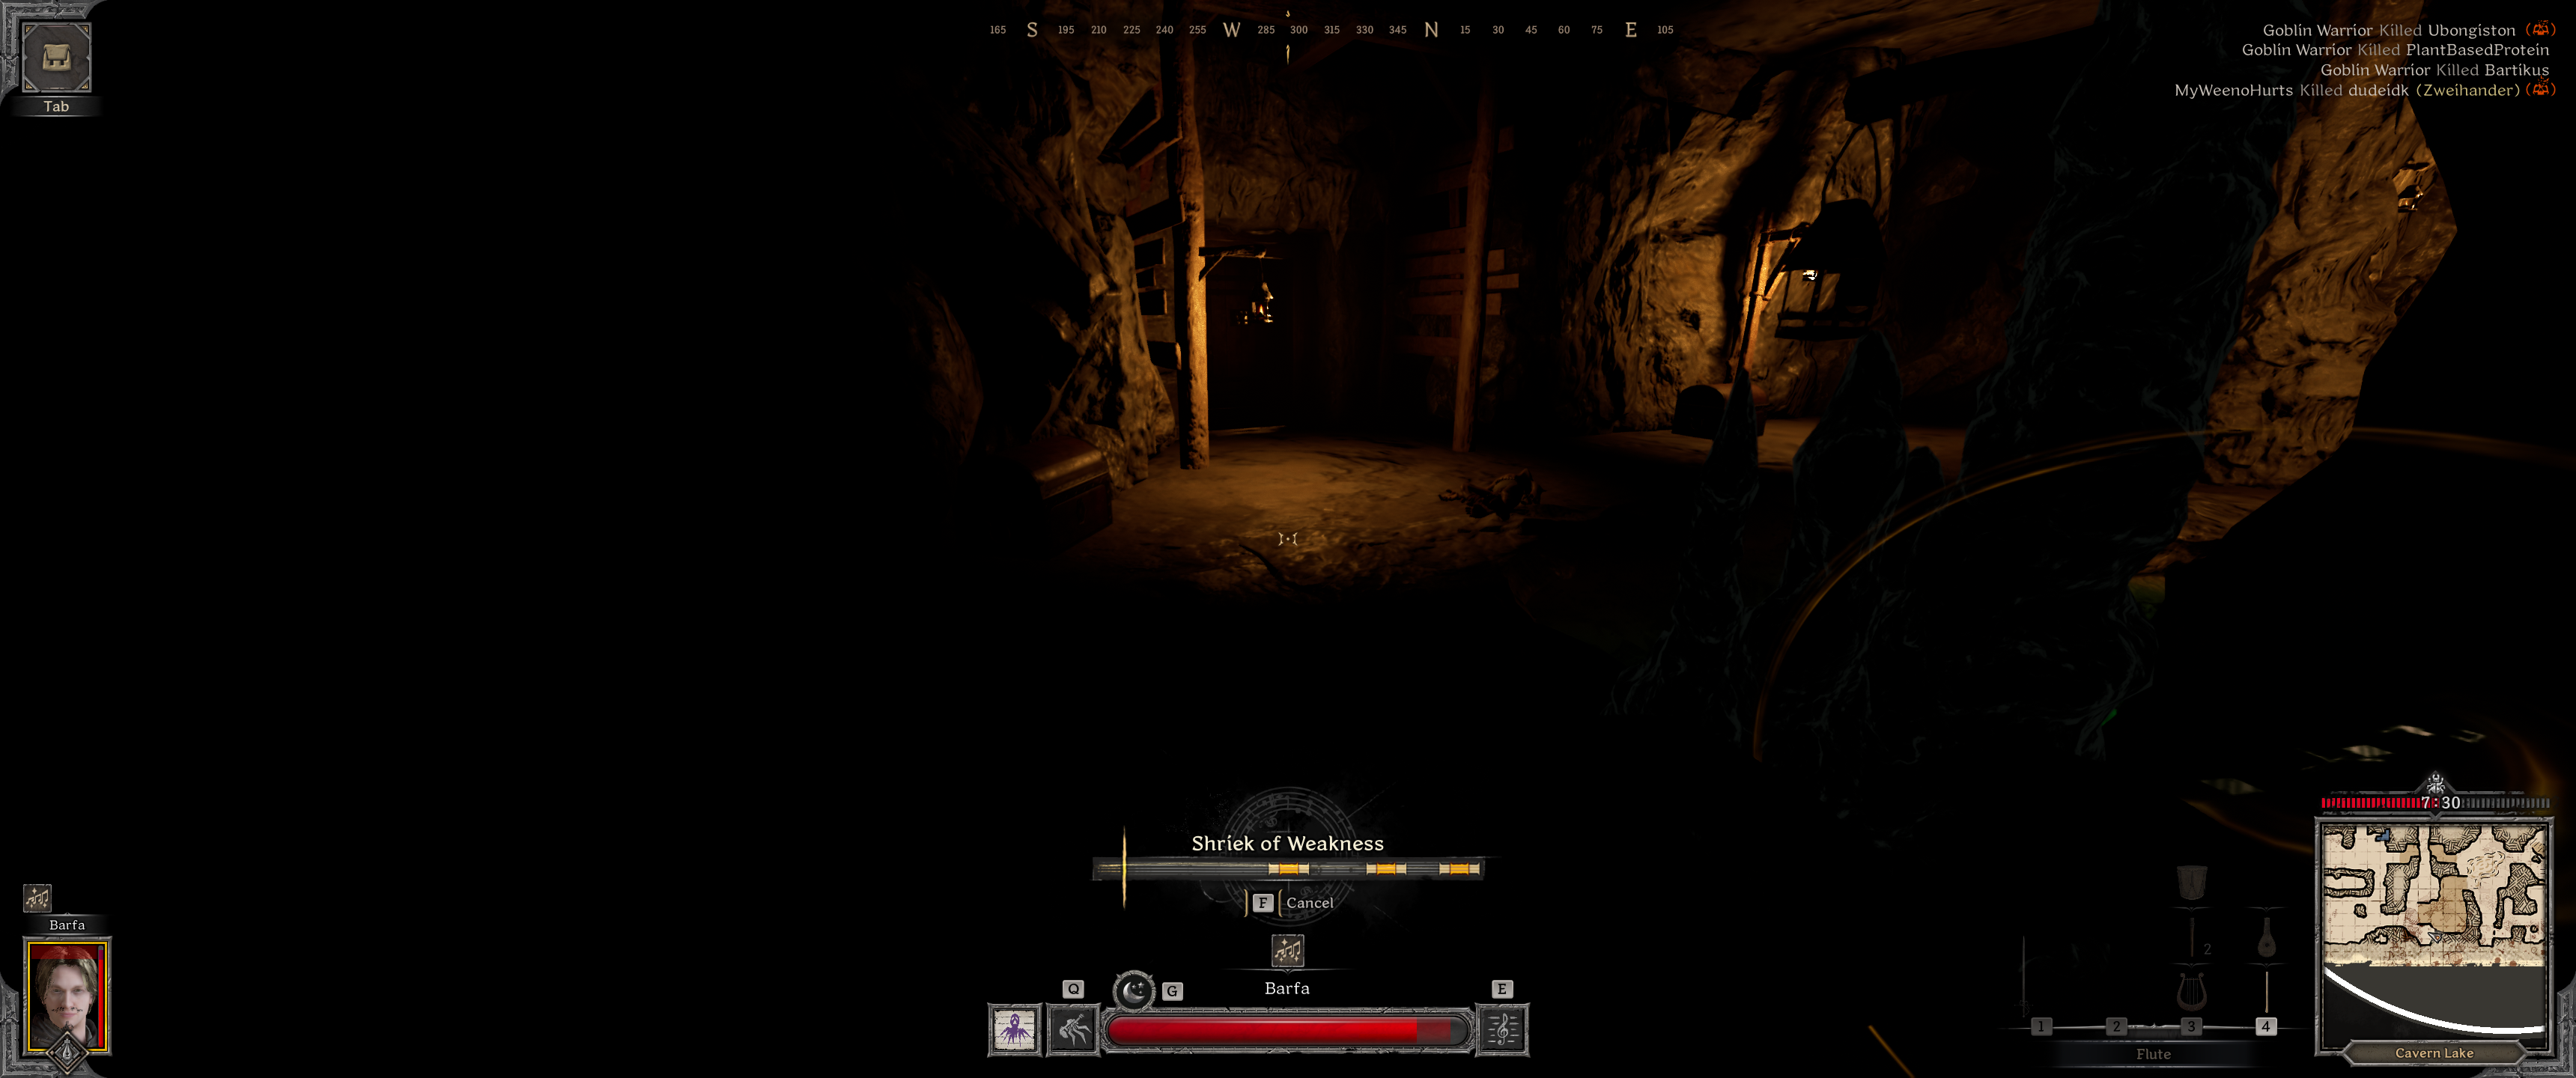 165 S 195 210 225 240 255 W 285 300 315 330 345 N 15 30 45 60 75 E 105
Goblin Warrior Killed Ubongiston
Goblin Warrior Killed PlantBasedProtein
Goblin Warrior Killed Bartikus
MyWeenoHurts Killed dudeidk (Zweihander)
Tab
7:30
Shriek of Weakness
F Cancel
Barfa
2
Q
G
Barfa
E
1 2 3 4
Flute
Cavern Lake